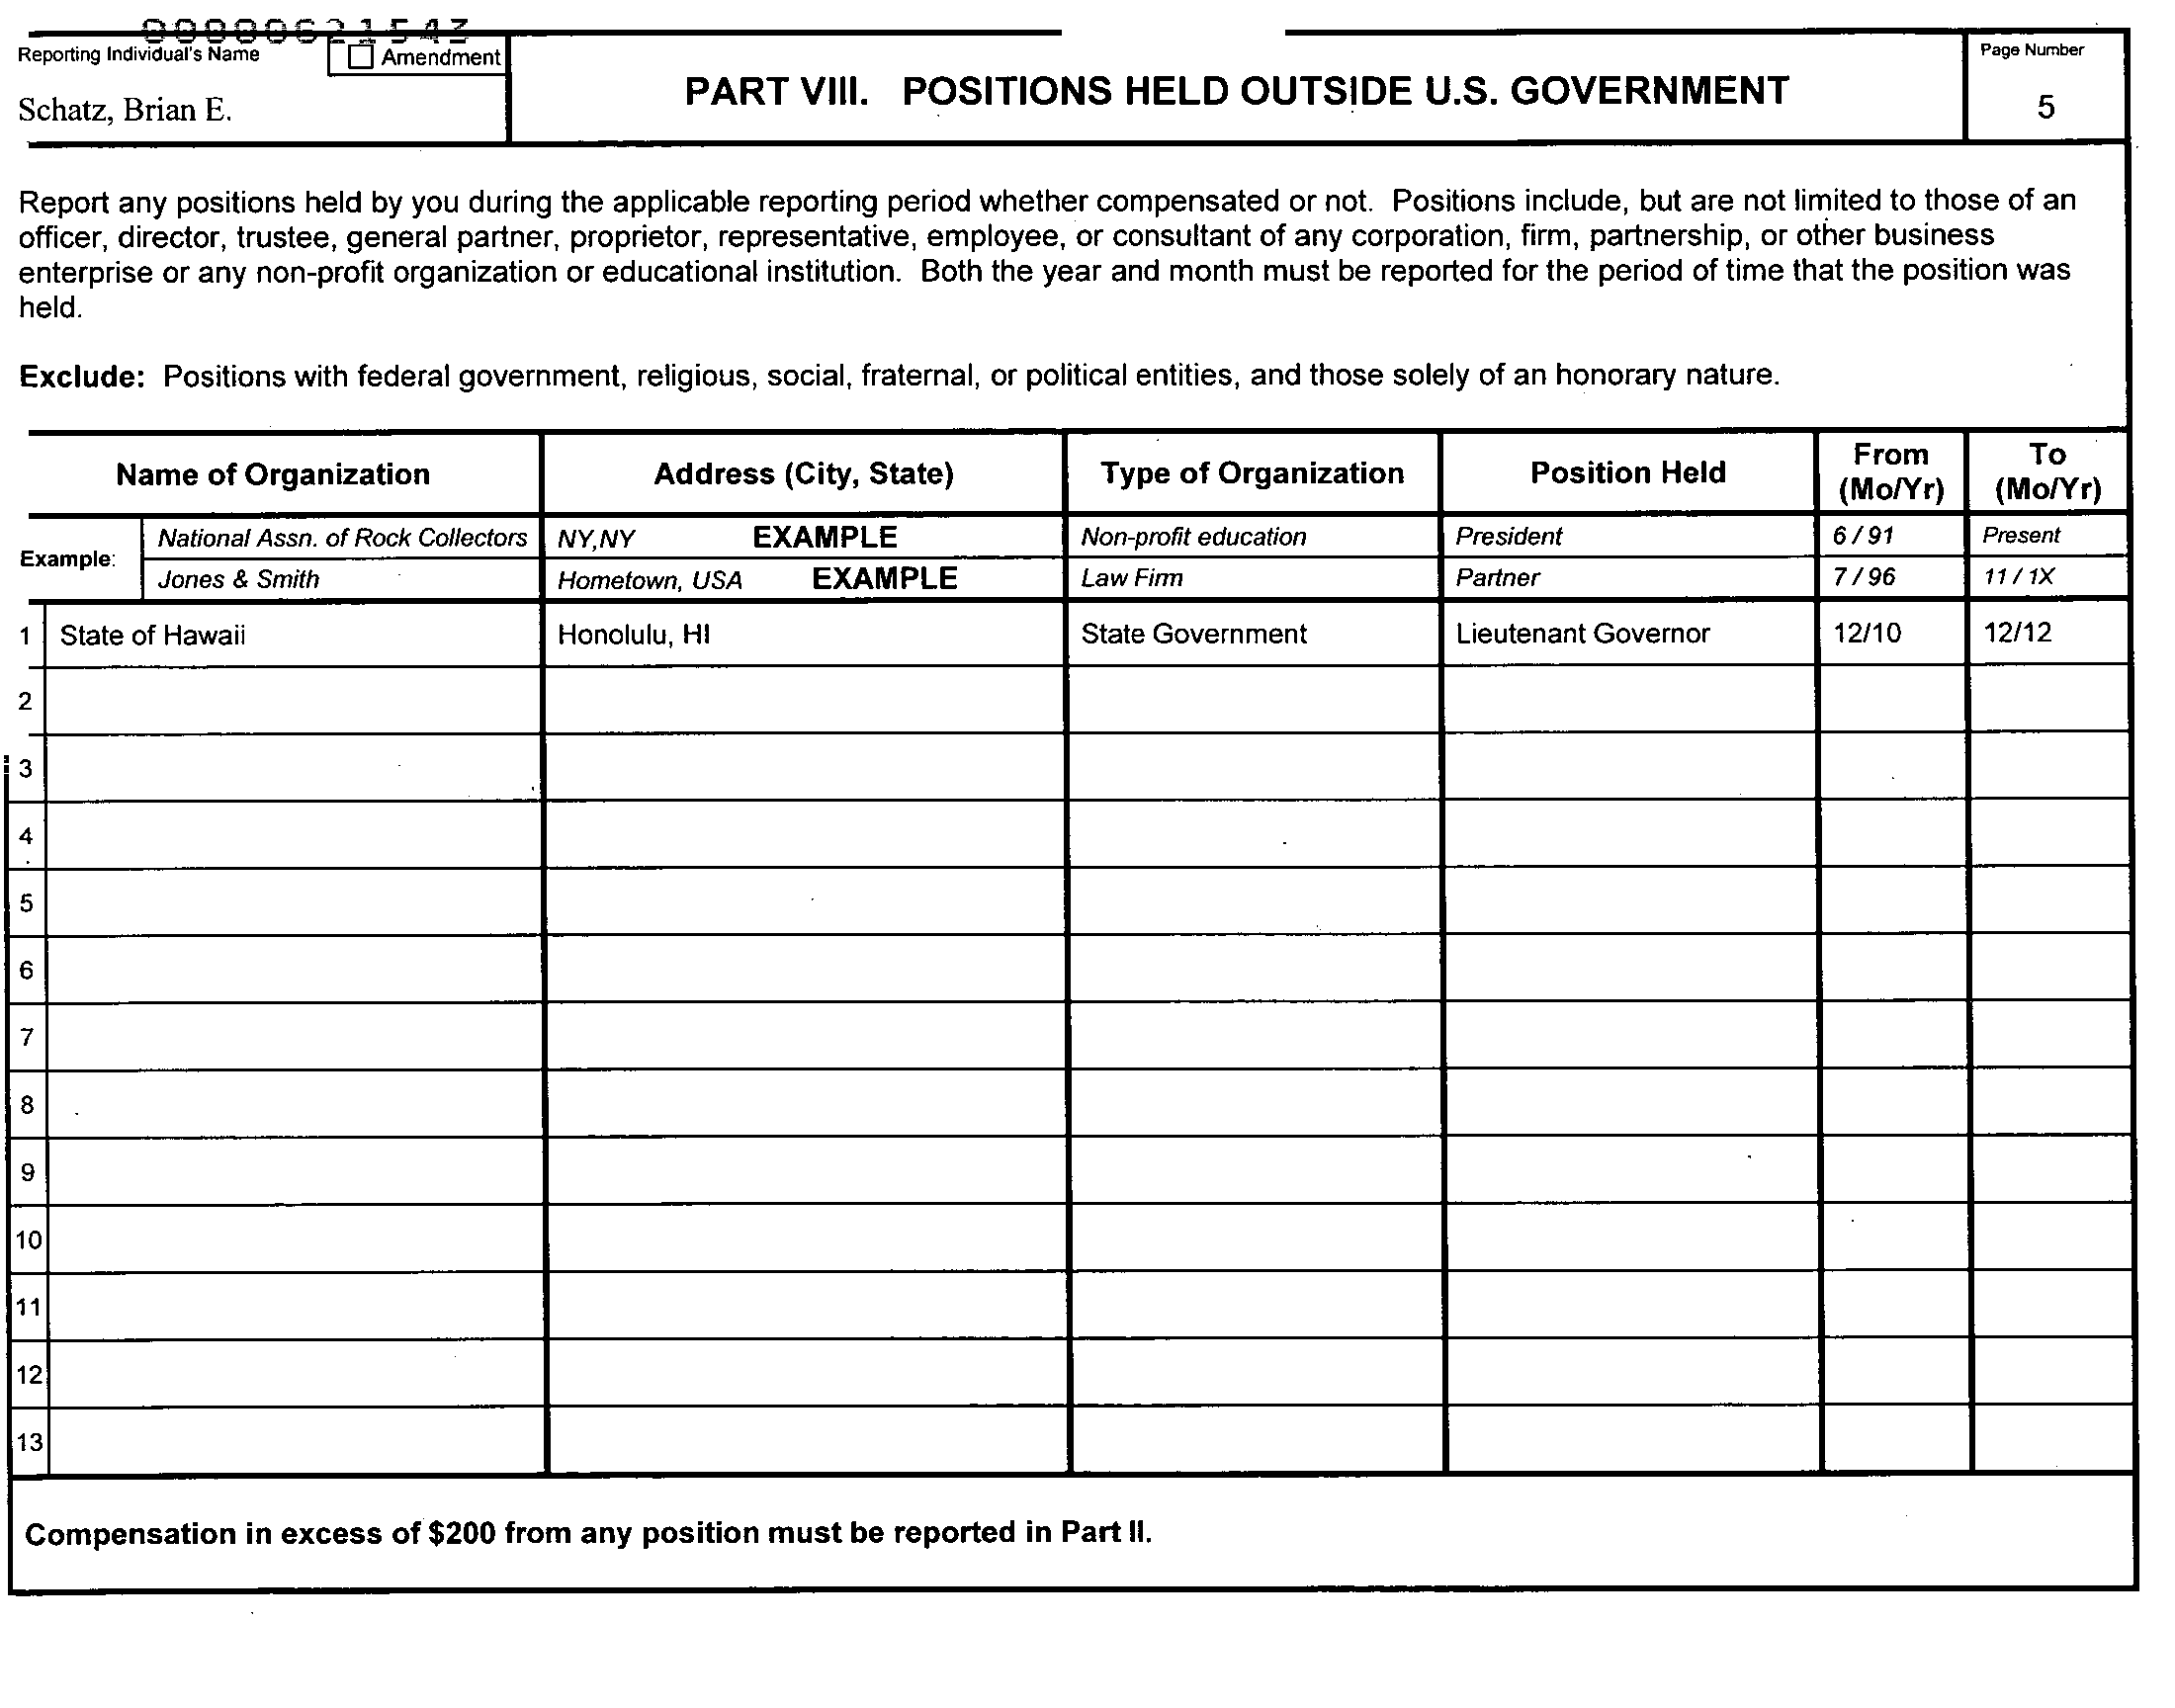 00000621543
Reporting Individual's Name
Amendment
Schatz, Brian E.
PART VIII. POSITIONS HELD OUTSIDE U.S. GOVERNMENT
Page Number
5
Report any positions held by you during the applicable reporting period whether compensated or not. Positions include, but are not limited to those of an
officer, director, trustee, general partner, proprietor, representative, employee, or consultant of any corporation, firm, partnership, or other business
enterprise or any non-profit organization or educational institution. Both the year and month must be reported for the period of time that the position was
held.
Exclude: Positions with federal government, religious, social, fraternal, or political entities, and those solely of an honorary nature.
Name of Organization Address (City, State) Type of Organization Position Held From (Mo/Yr) To (Mo/Yr)
Example:
National Assn. of Rock Collectors NY,NY EXAMPLE Non-profit education President 6 / 91 Present
Jones & Smith Hometown, USA EXAMPLE Law Firm Partner 7 / 96 11 / 1X
1 State of Hawaii Honolulu, HI State Government Lieutenant Governor 12/10 12/12
2
3
4
5
6
7
8
9
10
11
12
13
Compensation in excess of $200 from any position must be reported in Part II.